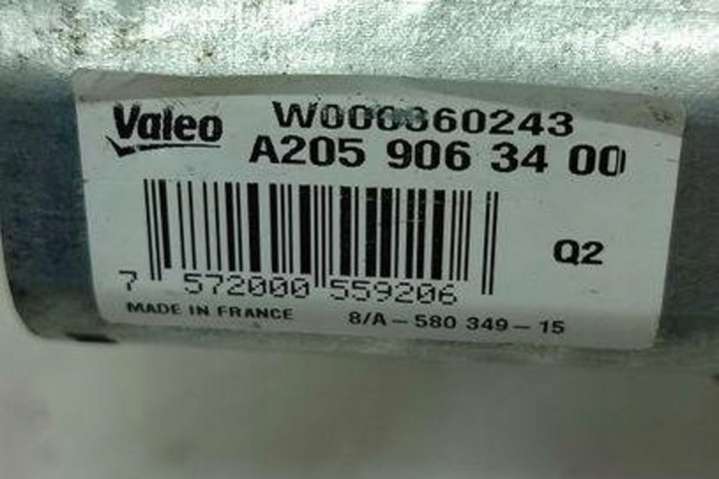 Valeo W000060243
A205 906 34 00
Q2
7 572000 559206
MADE IN FRANCE 8/A-580 349-15